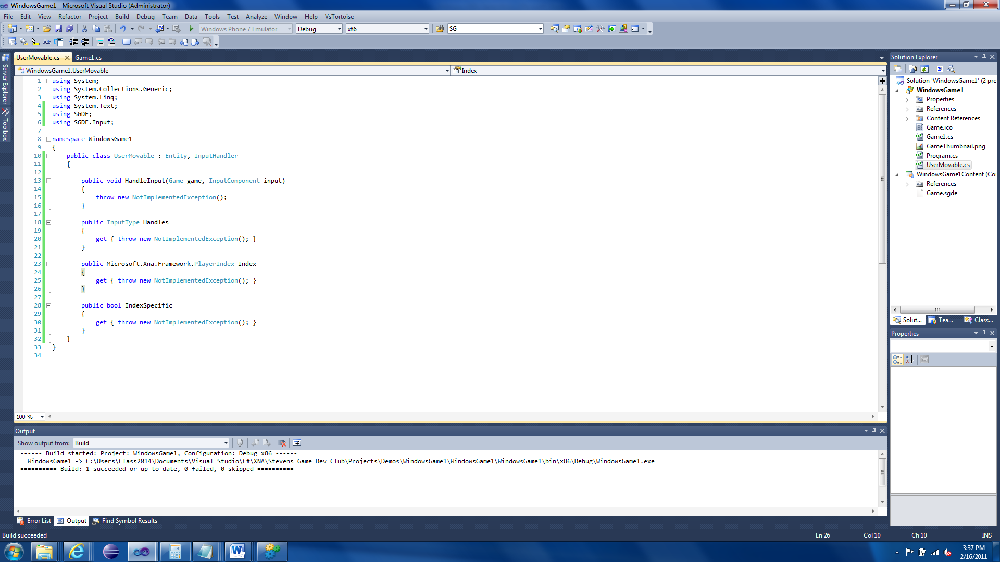 WindowsGame1 - Microsoft Visual Studio (Administrator)
File Edit View Refactor Project Build Debug Team Data Tools Test Analyze Window Help VsTortoise
Windows Phone 7 Emulator Debug x86 SG
UserMovable.cs Game1.cs
WindowsGame1.UserMovable Index
Server Explorer
Toolbox
1 using System;
2 using System.Collections.Generic;
3 using System.Linq;
4 using System.Text;
5 using SGDE;
6 using SGDE.Input;
7
8 namespace WindowsGame1
9 {
10 public class UserMovable : Entity, InputHandler
11 {
12
13 public void HandleInput(Game game, InputComponent input)
14 {
15 throw new NotImplementedException();
16 }
17
18 public InputType Handles
19 {
20 get { throw new NotImplementedException(); }
21 }
22
23 public Microsoft.Xna.Framework.PlayerIndex Index
24 {
25 get { throw new NotImplementedException(); }
26 }
27
28 public bool IndexSpecific
29 {
30 get { throw new NotImplementedException(); }
31 }
32 }
33 }
34
100 %
Solution Explorer
Solution 'WindowsGame1' (2 pro
WindowsGame1
Properties
References
Content References
Game.ico
Game1.cs
GameThumbnail.png
Program.cs
UserMovable.cs
WindowsGame1Content (Co
References
Game.sgde
Solut... Tea... Class...
Properties
Output
Show output from: Build
------ Build started: Project: WindowsGame1, Configuration: Debug x86 ------
WindowsGame1 -> C:\Users\Class2014\Documents\Visual Studio\C#\XNA\Stevens Game Dev Club\Projects\Demos\WindowsGame1\WindowsGame1\WindowsGame1\bin\x86\Debug\WindowsGame1.exe
========== Build: 1 succeeded or up-to-date, 0 failed, 0 skipped ==========
Error List Output Find Symbol Results
Build succeeded Ln 26 Col 10 Ch 10 INS
3:37 PM
2/16/2011